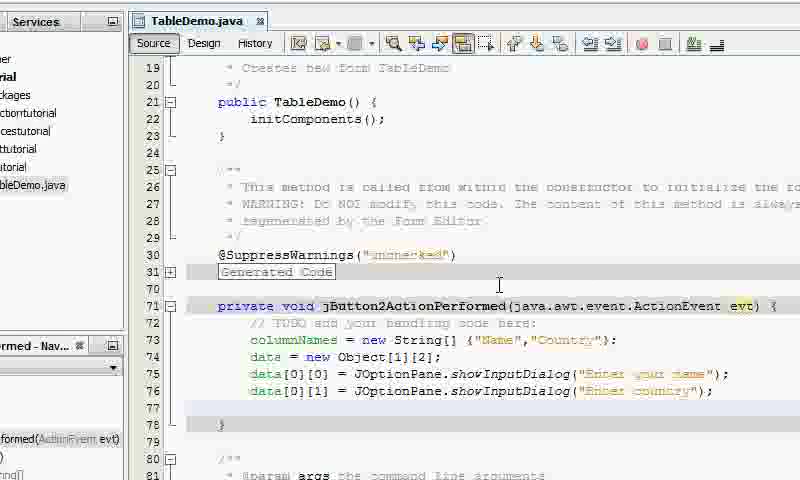 Services
TableDemo.java
Source Design History
ner
rial
ckages
ctiontutorial
cestutorial
ttutorial
utorial
bleDemo.java
19 * Creates new form TableDemo
20 */
21 public TableDemo() {
22 initComponents();
23 }
24
25 /**
26 * This method is called from within the constructor to initialize the fo
27 * WARNING: Do NOT modify this code. The content of this method is always
28 * regenerated by the Form Editor.
29 */
30 @SuppressWarnings("unchecked")
31 Generated Code
70
71 private void jButton2ActionPerformed(java.awt.event.ActionEvent evt) {
72 // TODO add your handling code here:
73 columnNames = new String[] {"Name","Country"};
74 data = new Object[1][2];
75 data[0][0] = JOptionPane.showInputDialog("Enter your name");
76 data[0][1] = JOptionPane.showInputDialog("Enter country");
77
78 }
79
80 /**
81 * @param args the command line arguments
ormed - Nav...
formed(ActionEvent evt)
)
ring[]